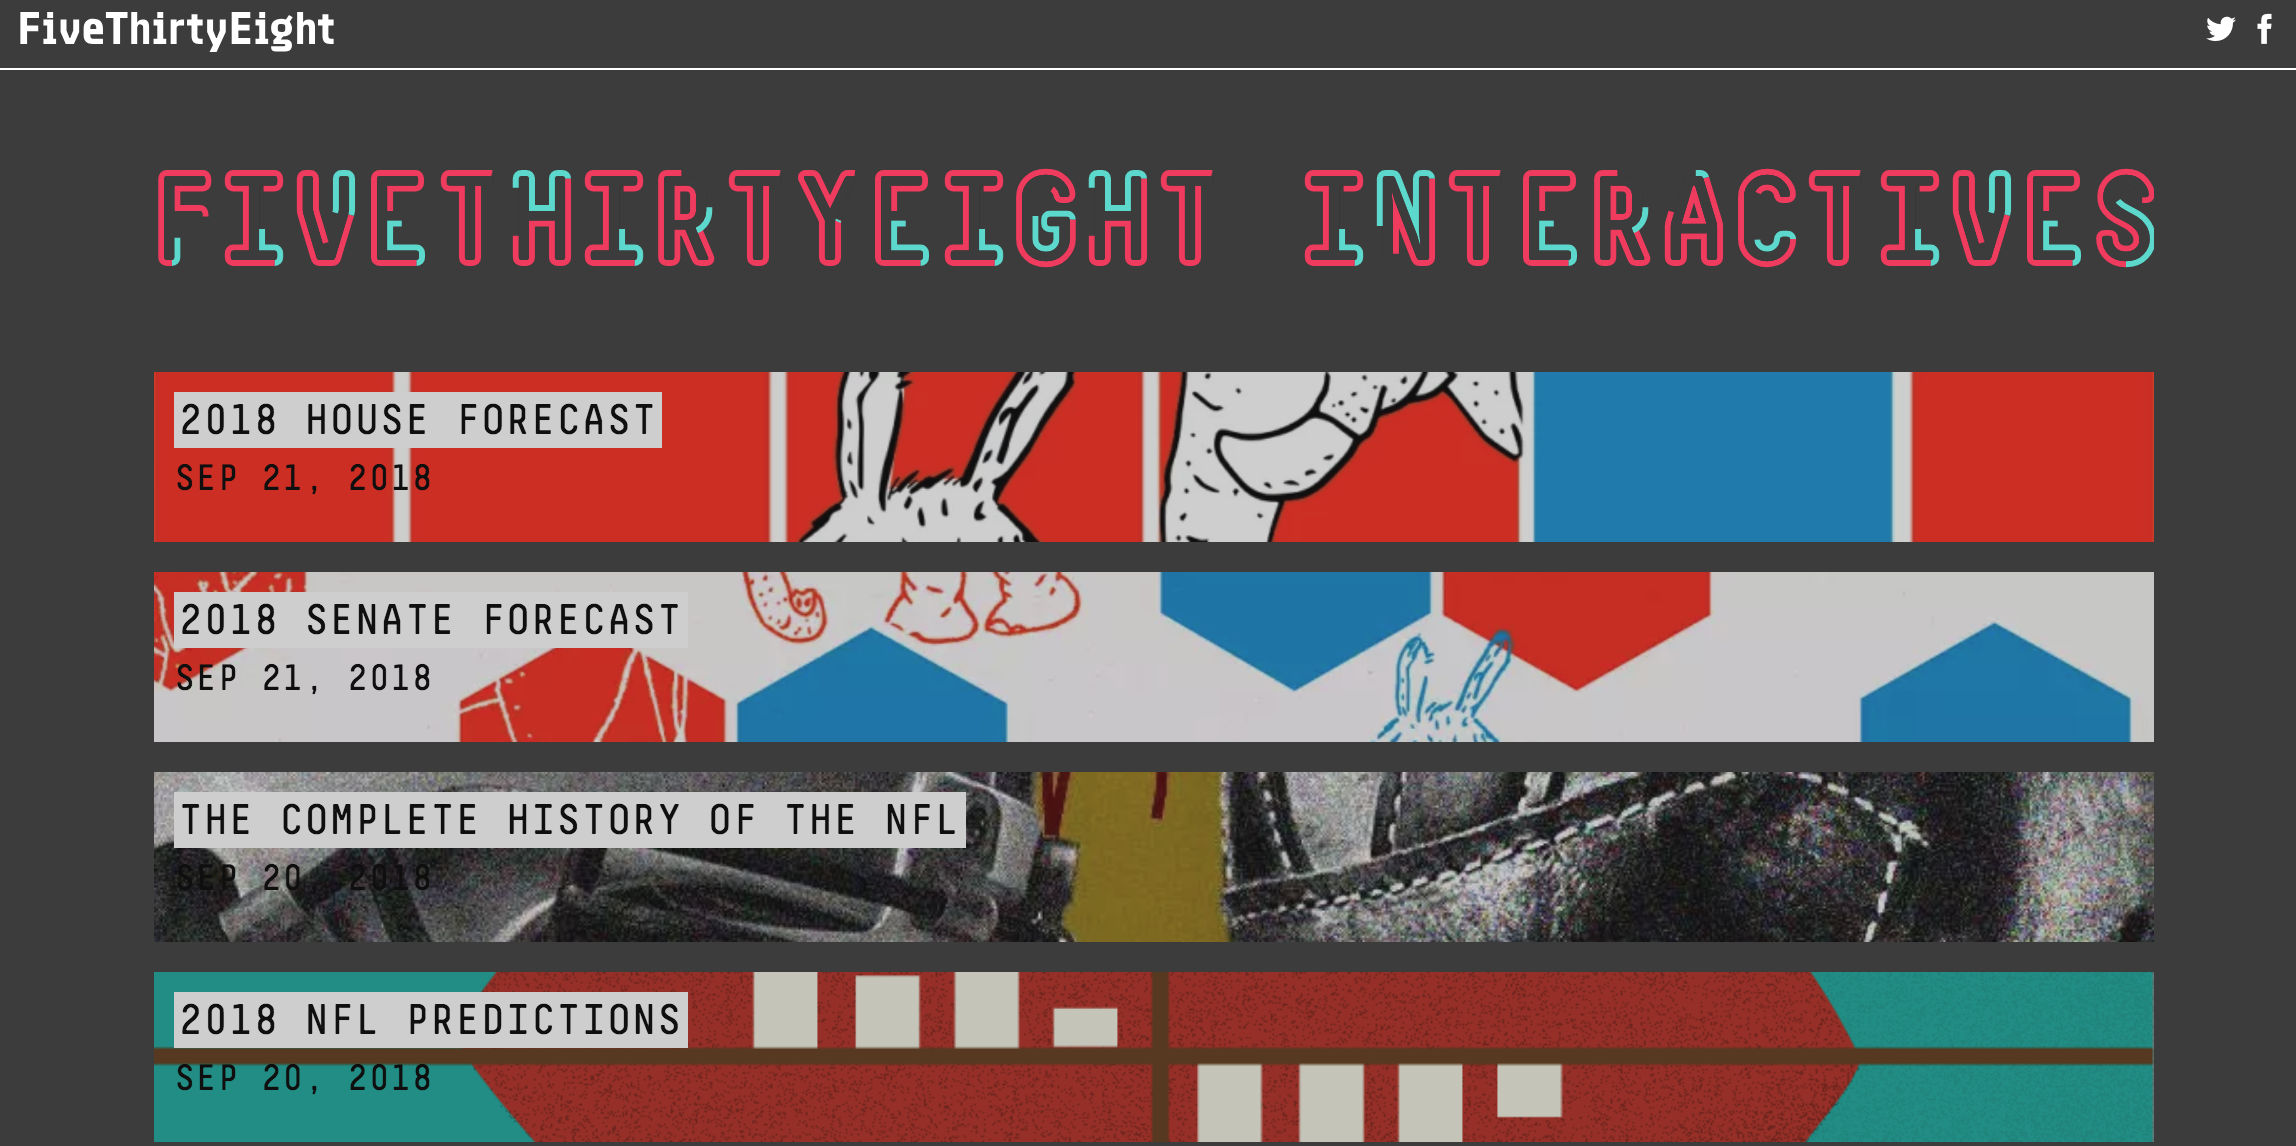 FiveThirtyEight
FIVETHIRTYEIGHT INTERACTIVES
2018 HOUSE FORECAST
SEP 21, 2018
2018 SENATE FORECAST
SEP 21, 2018
THE COMPLETE HISTORY OF THE NFL
SEP 20, 2018
2018 NFL PREDICTIONS
SEP 20, 2018